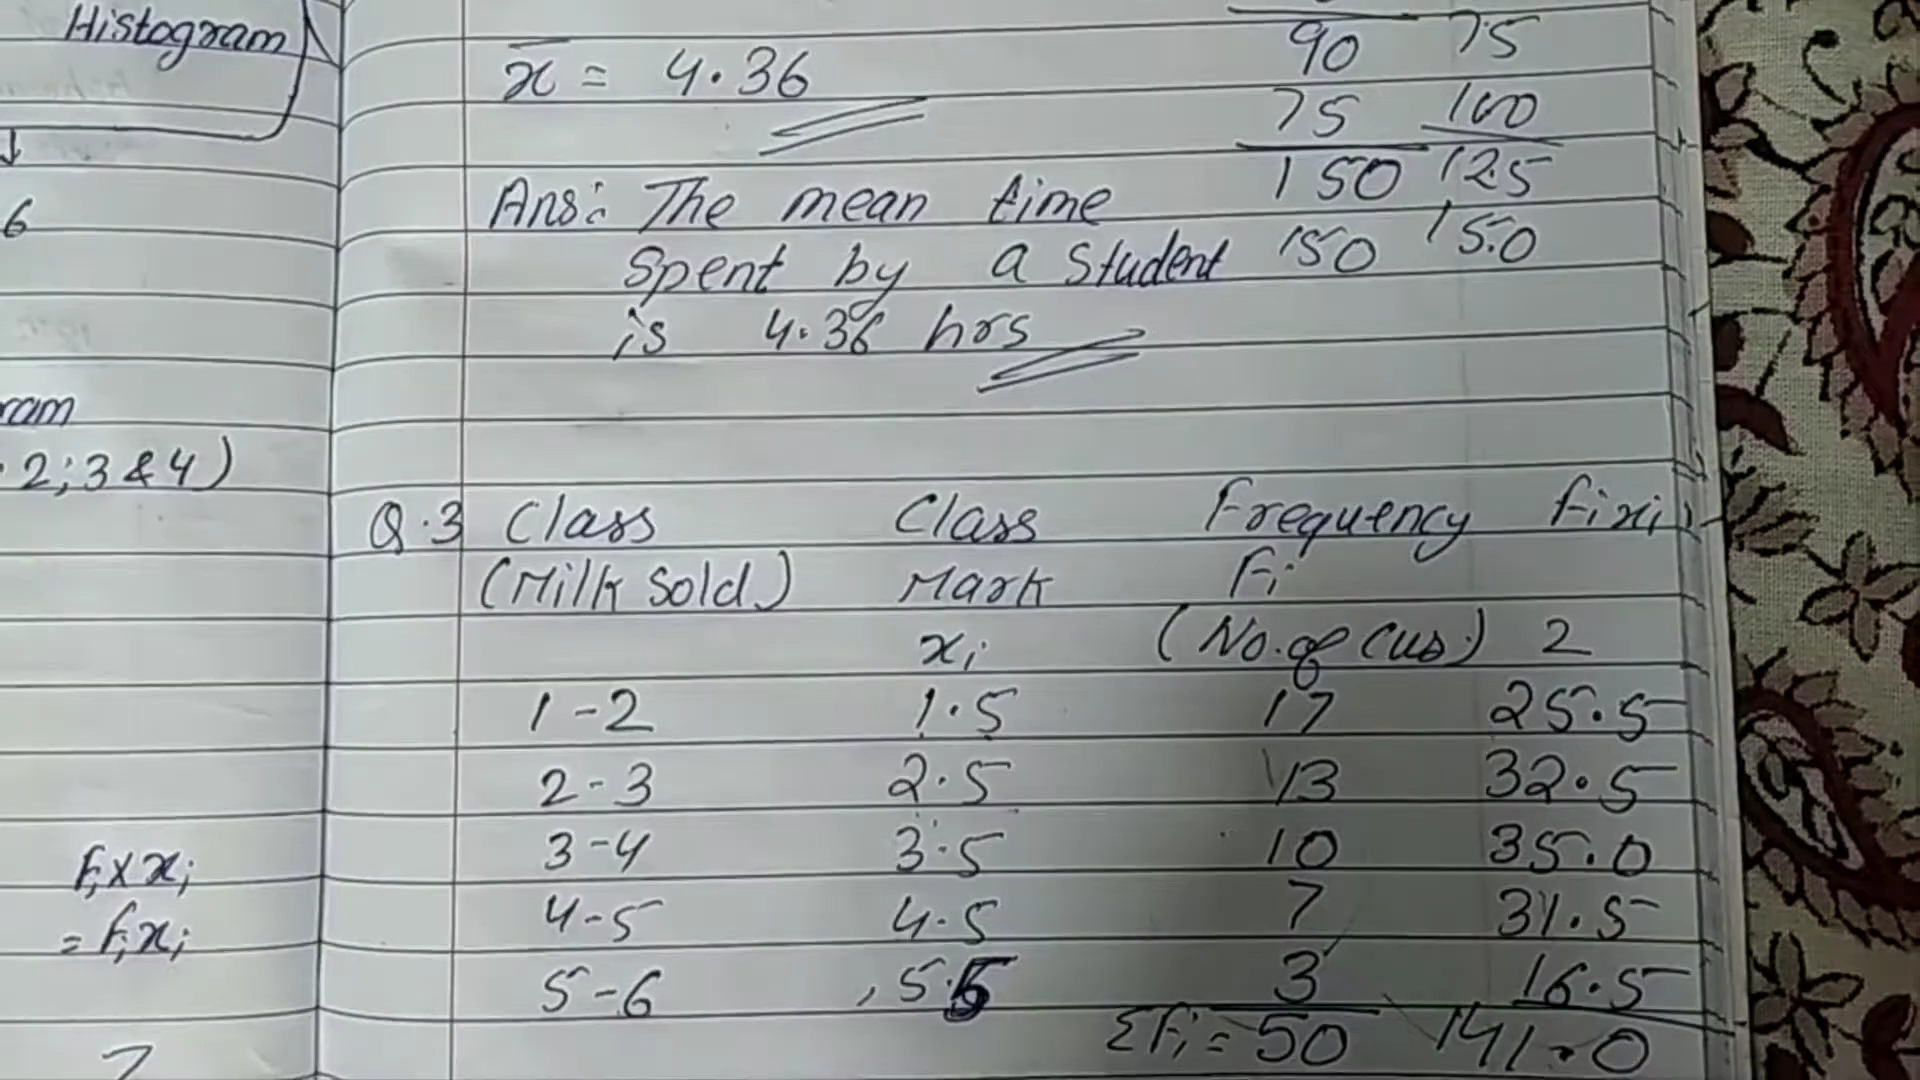 Histogram
6
ram
2; 3 & 4)
Fi x xi
= fixi
x̄ = 4.36
90 75
75 100
150 125
150 150
Ans: The mean time
Spent by a student
is 4.36 hrs
Q.3 Class Class Frequency fixi
(Milk Sold) Mark Fi
xi (No. of Cus.) 2
1-2 1.5 17 25.5
2-3 2.5 13 32.5
3-4 3.5 10 35.0
4-5 4.5 7 31.5
5-6 5.5 3 16.5
ΣFi = 50 141.0